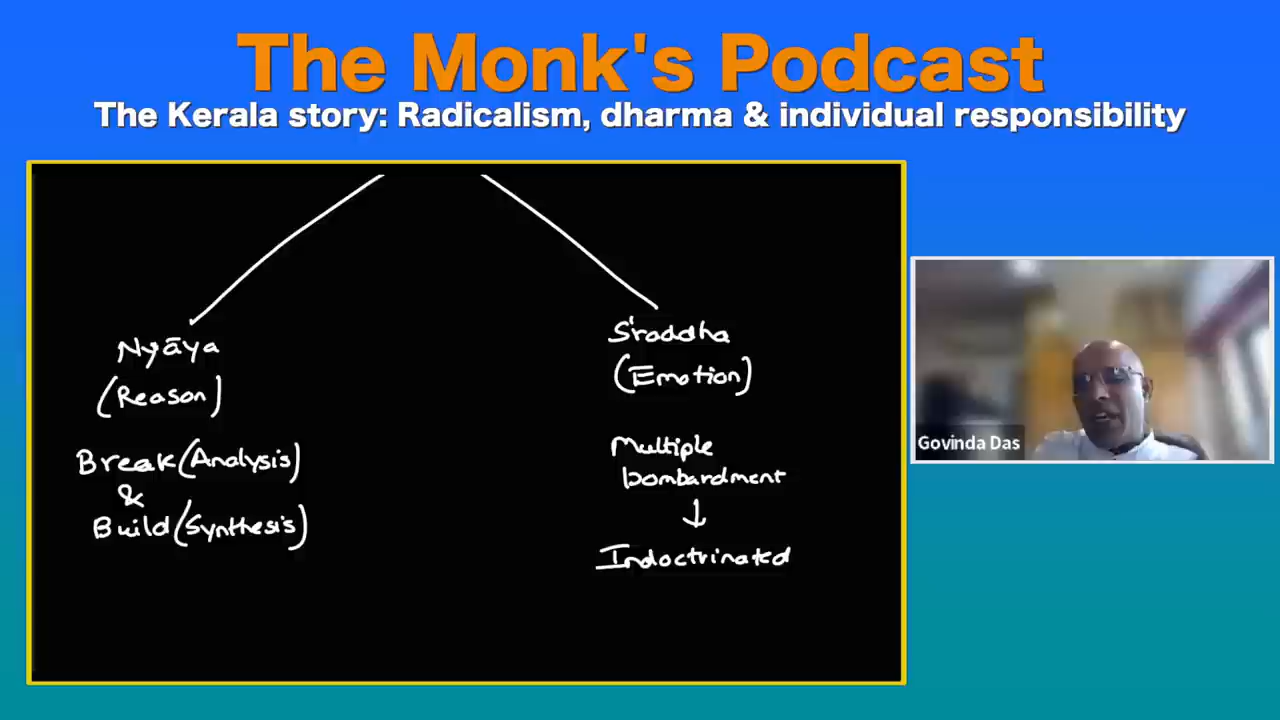 The Monk's Podcast
The Kerala story: Radicalism, dharma & individual responsibility
Nyāya
(Reason)
Break (Analysis)
&
Build (Synthesis)
Śraddha
(Emotion)
Multiple
bombardment
↓
Indoctrinated
Govinda Das